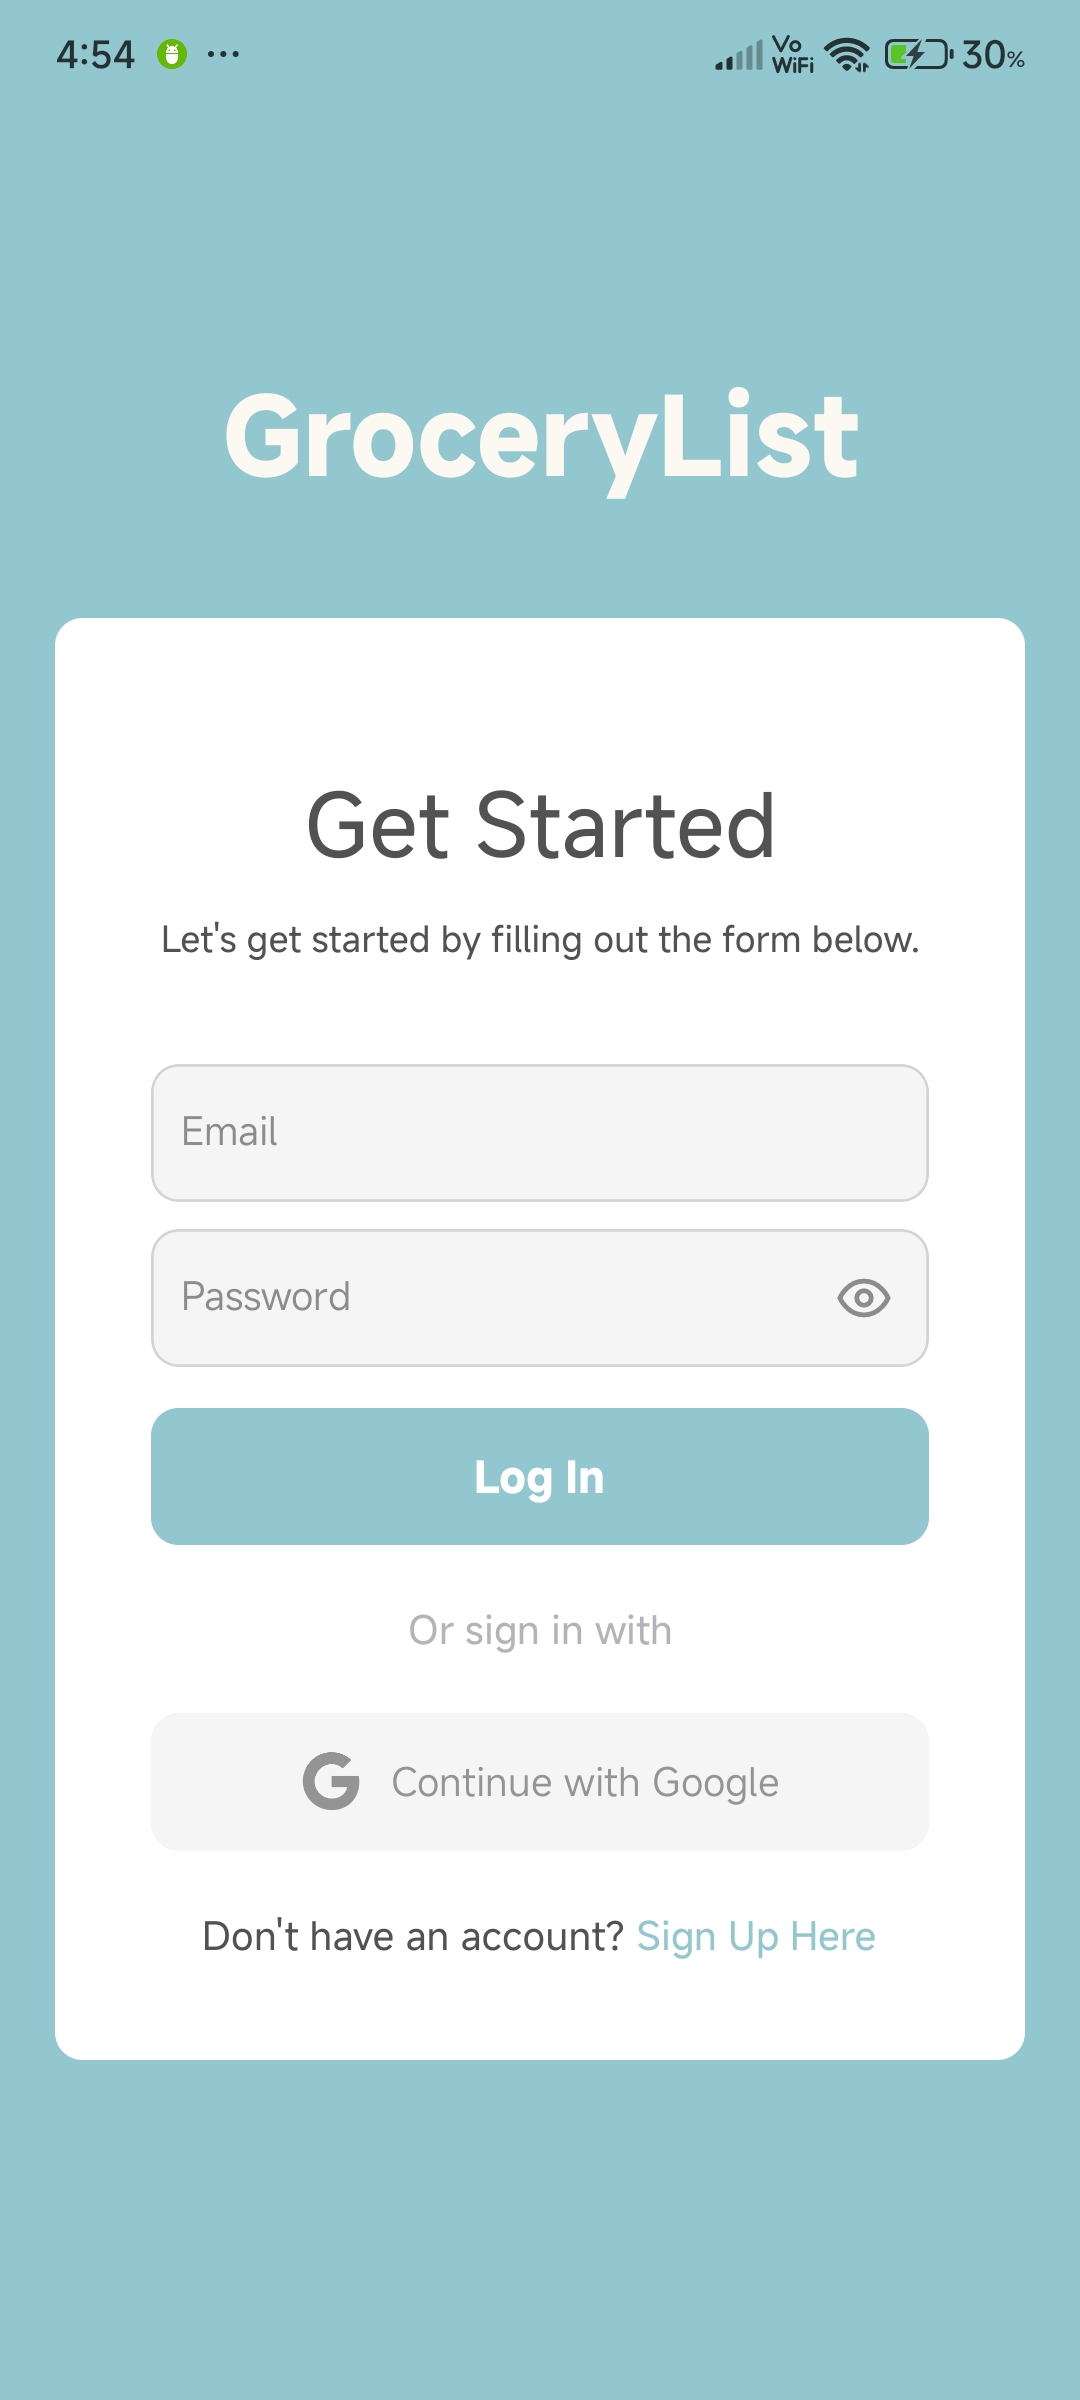 4:54 ... Vo WiFi 30%
GroceryList
Get Started
Let's get started by filling out the form below.
Email
Password
Log In
Or sign in with
G Continue with Google
Don't have an account? Sign Up Here